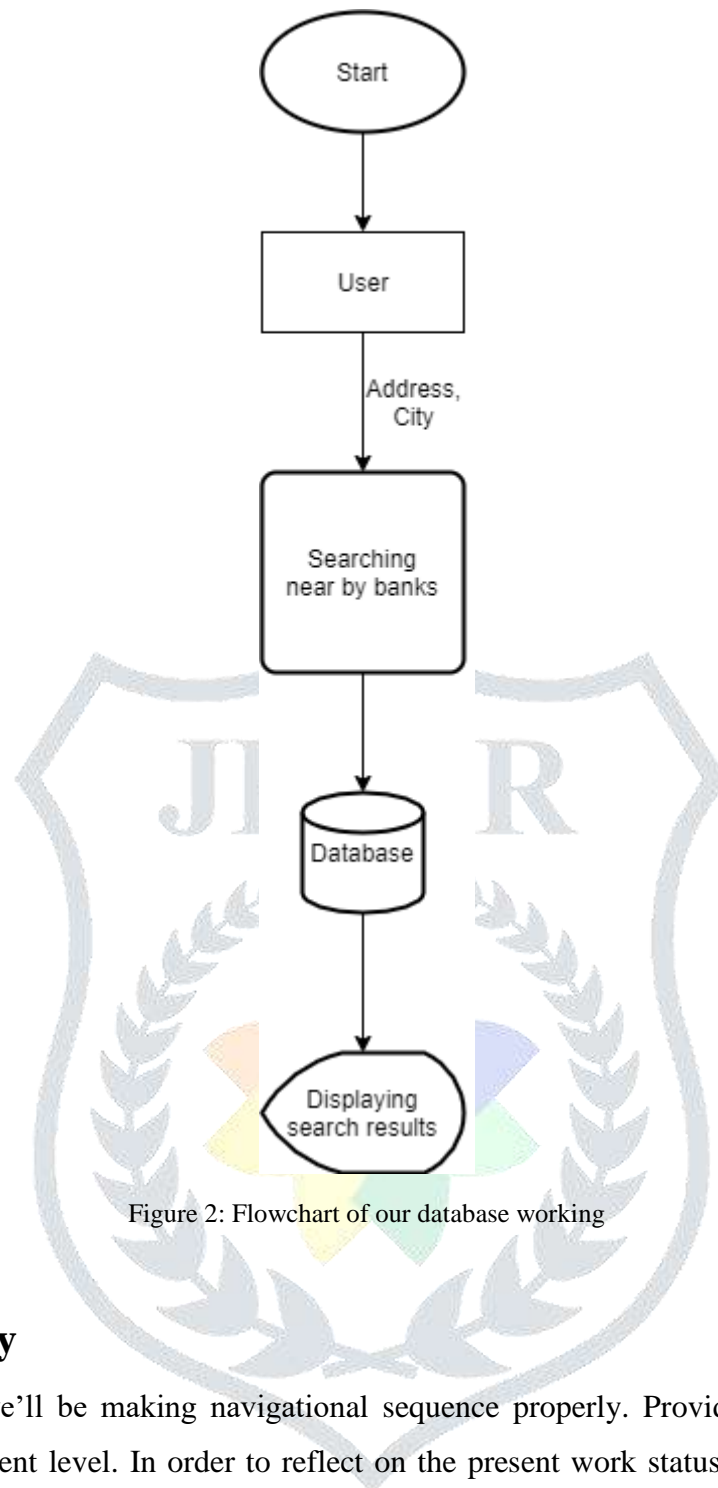 Start
User
Address,
City
Searching
near by banks
Database
Displaying
search results
Figure 2: Flowchart of our database working
y
e’ll be making navigational sequence properly. Provid
ent level. In order to reflect on the present work status